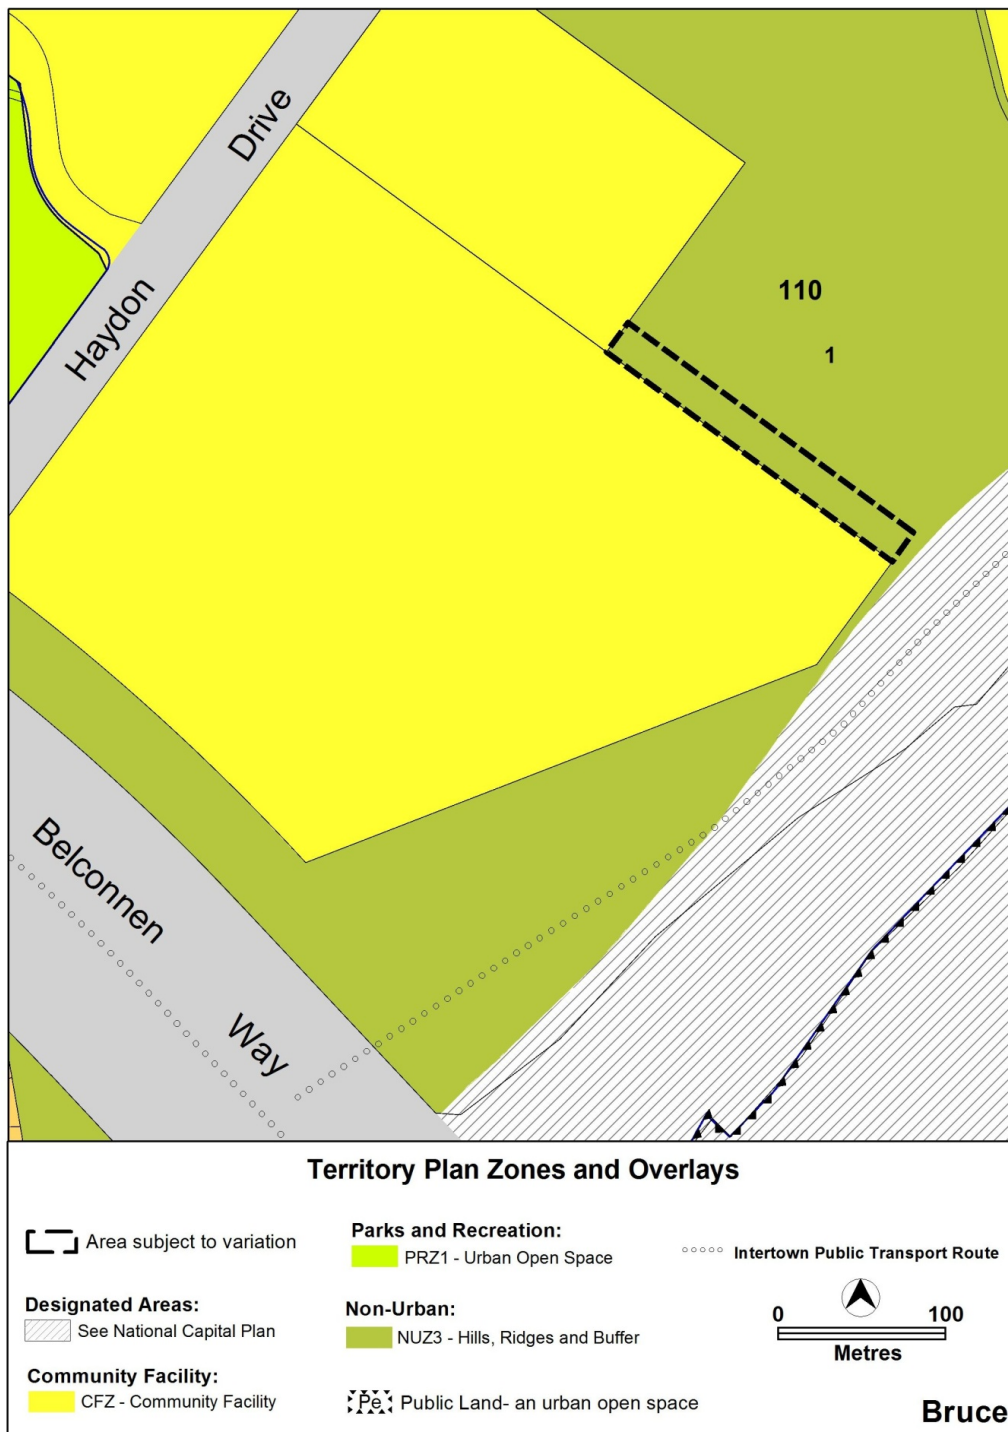 Drive
Haydon
110
1
Belconnen
Way
Territory Plan Zones and Overlays
Area subject to variation
Parks and Recreation:
PRZ1 - Urban Open Space
Intertown Public Transport Route
Designated Areas:
See National Capital Plan
Non-Urban:
NUZ3 - Hills, Ridges and Buffer
0 100
Metres
Community Facility:
CFZ - Community Facility
Pe Public Land- an urban open space
Bruce